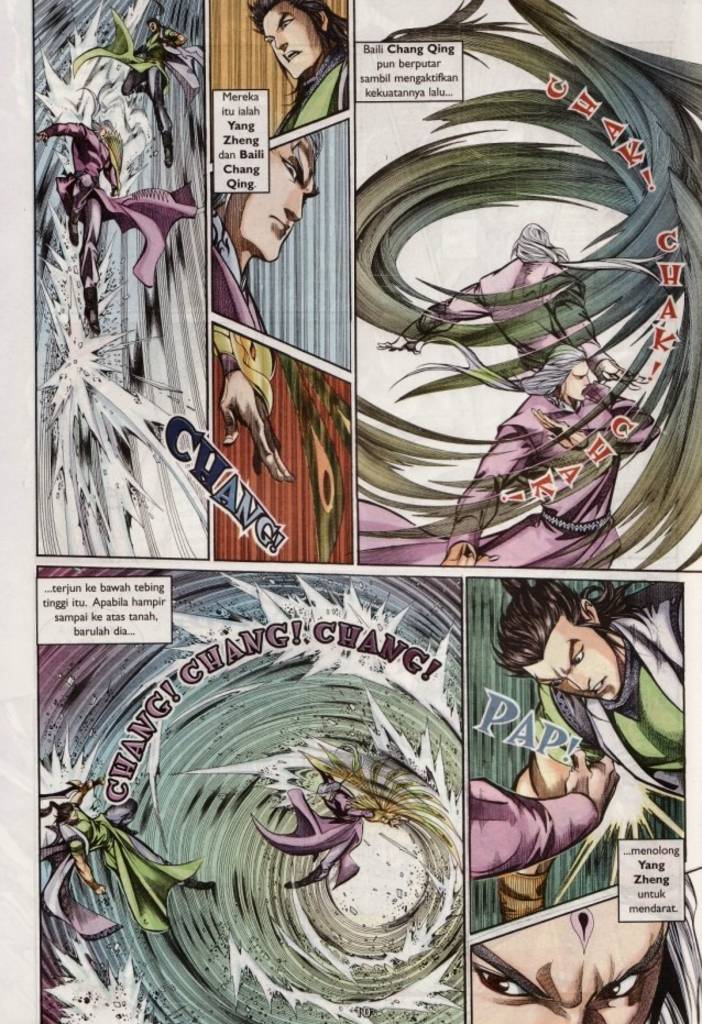 Mereka
itu ialah
Yang
Zheng
dan Baili
Chang
Qing.
CHANG!
Baili Chang Qing
pun berputar
sambil mengaktifkan
kekuatannya lalu...
CHAK!
CHAK!
CHAK!
...terjun ke bawah tebing
tinggi itu. Apabila hampir
sampai ke atas tanah,
barulah dia...
CHANG! CHANG! CHANG! CHANG!
PAP!
...menolong
Yang
Zheng
untuk
mendarat.
10